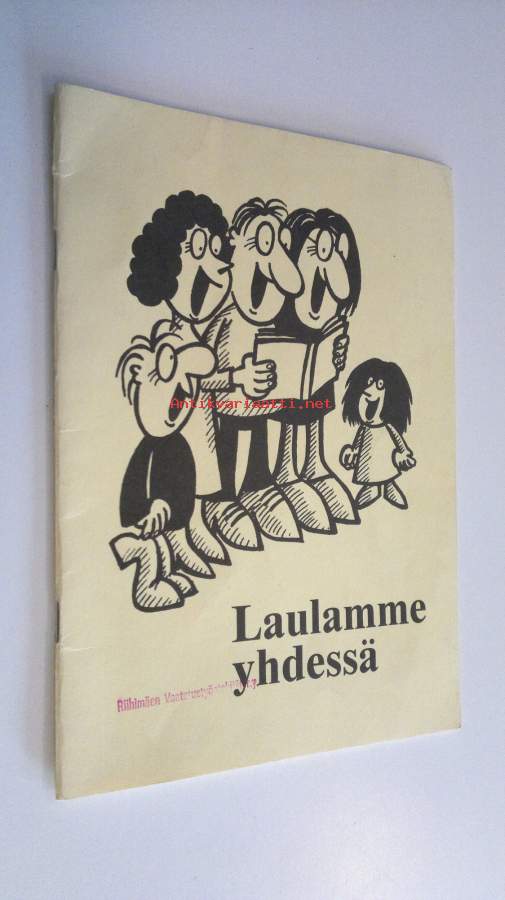 Antikvariaatti.net
Laulamme
yhdessä
Riihimäen